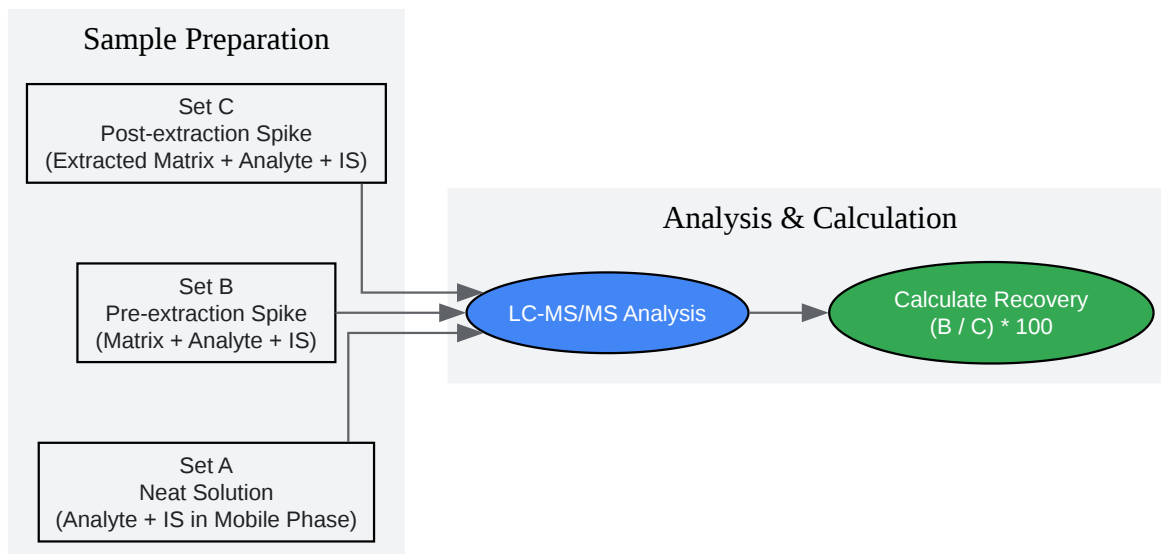 Sample Preparation
Set C
Post-extraction Spike
(Extracted Matrix + Analyte + IS)
Set B
Pre-extraction Spike
(Matrix + Analyte + IS)
Set A
Neat Solution
(Analyte + IS in Mobile Phase)
Analysis & Calculation
LC-MS/MS Analysis
Calculate Recovery
(B / C) * 100